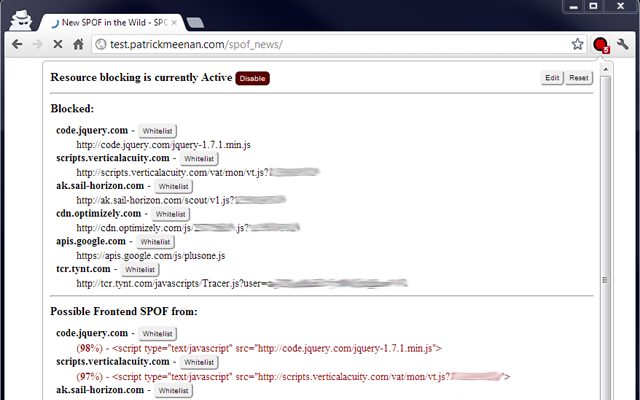 New SPOF in the Wild - SPO
test.patrickmeenan.com/spof_news/
5
Resource blocking is currently Active Disable Edit Reset
Blocked:
code.jquery.com - Whitelist
http://code.jquery.com/jquery-1.7.1.min.js
scripts.verticalacuity.com - Whitelist
http://scripts.verticalacuity.com/vat/mon/vt.js?
ak.sail-horizon.com - Whitelist
http://ak.sail-horizon.com/scout/v1.js?
cdn.optimizely.com - Whitelist
http://cdn.optimizely.com/js/ .js?
apis.google.com - Whitelist
https://apis.google.com/js/plusone.js
tcr.tynt.com - Whitelist
http://tcr.tynt.com/javascripts/Tracer.js?user=
Possible Frontend SPOF from:
code.jquery.com - Whitelist
(98%) - <script type="text/javascript" src="http://code.jquery.com/jquery-1.7.1.min.js">
scripts.verticalacuity.com - Whitelist
(97%) - <script type="text/javascript" src="http://scripts.verticalacuity.com/vat/mon/vt.js? ">
ak.sail-horizon.com - Whitelist